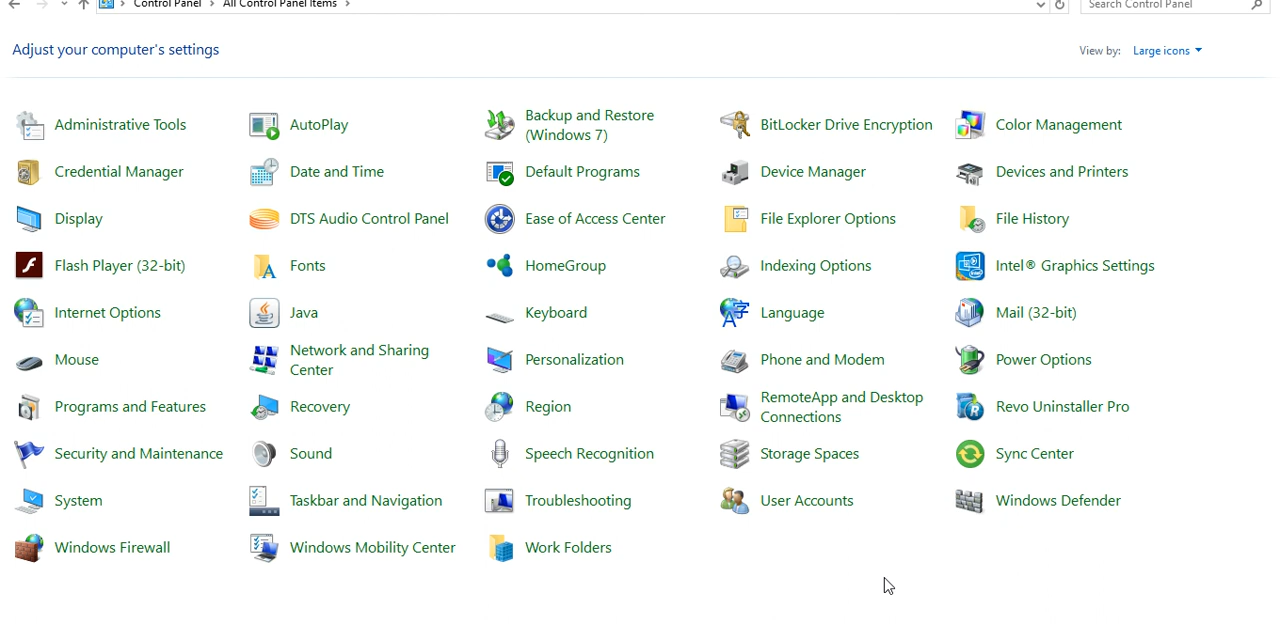 Control Panel > All Control Panel Items >
Search Control Panel
Adjust your computer's settings
View by: Large icons
Administrative Tools
AutoPlay
Backup and Restore
(Windows 7)
BitLocker Drive Encryption
Color Management
Credential Manager
Date and Time
Default Programs
Device Manager
Devices and Printers
Display
DTS Audio Control Panel
Ease of Access Center
File Explorer Options
File History
Flash Player (32-bit)
Fonts
HomeGroup
Indexing Options
Intel® Graphics Settings
Internet Options
Java
Keyboard
Language
Mail (32-bit)
Mouse
Network and Sharing
Center
Personalization
Phone and Modem
Power Options
Programs and Features
Recovery
Region
RemoteApp and Desktop
Connections
Revo Uninstaller Pro
Security and Maintenance
Sound
Speech Recognition
Storage Spaces
Sync Center
System
Taskbar and Navigation
Troubleshooting
User Accounts
Windows Defender
Windows Firewall
Windows Mobility Center
Work Folders